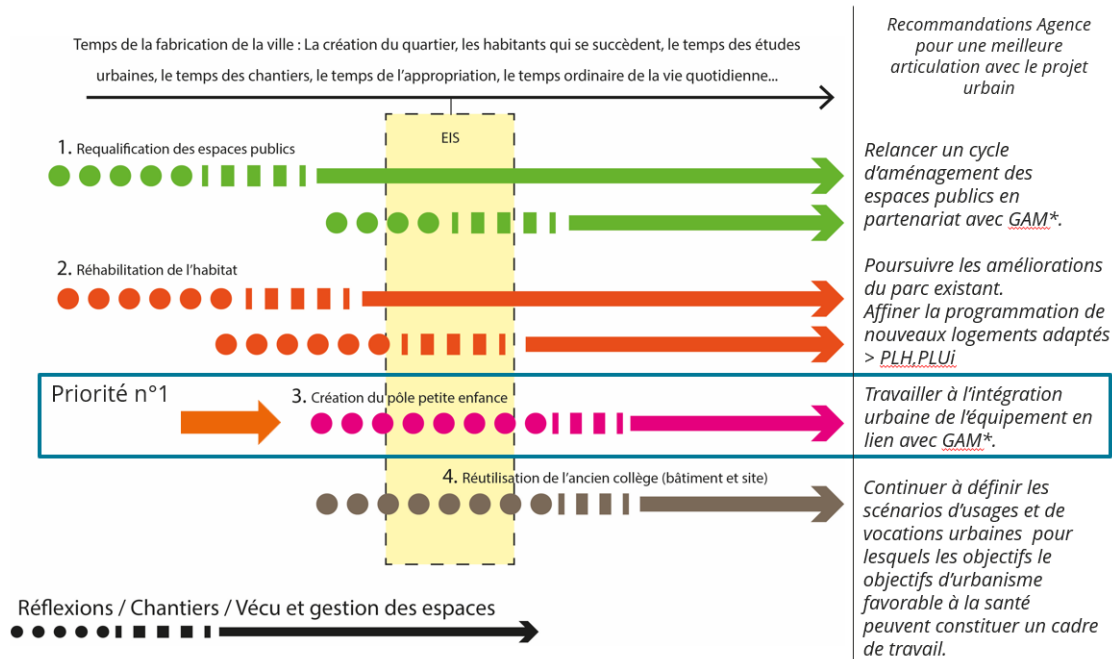 Temps de la fabrication de la ville : La création du quartier, les habitants qui se succèdent, le temps des études
urbaines, le temps des chantiers, le temps de l'appropriation, le temps ordinaire de la vie quotidienne...
EIS
1. Requalification des espaces publics
2. Réhabilitation de l'habitat
Priorité n°1
3. Création du pôle petite enfance
4. Réutilisation de l'ancien collège (bâtiment et site)
Réflexions / Chantiers / Vécu et gestion des espaces
Recommandations Agence
pour une meilleure
articulation avec le projet
urbain
Relancer un cycle
d'aménagement des
espaces publics en
partenariat avec GAM*.
Poursuivre les améliorations
du parc existant.
Affiner la programmation de
nouveaux logements adaptés
> PLH,PLUi
Travailler à l'intégration
urbaine de l'équipement en
lien avec GAM*.
Continuer à définir les
scénarios d'usages et de
vocations urbaines pour
lesquels les objectifs le
objectifs d'urbanisme
favorable à la santé
peuvent constituer un cadre
de travail.